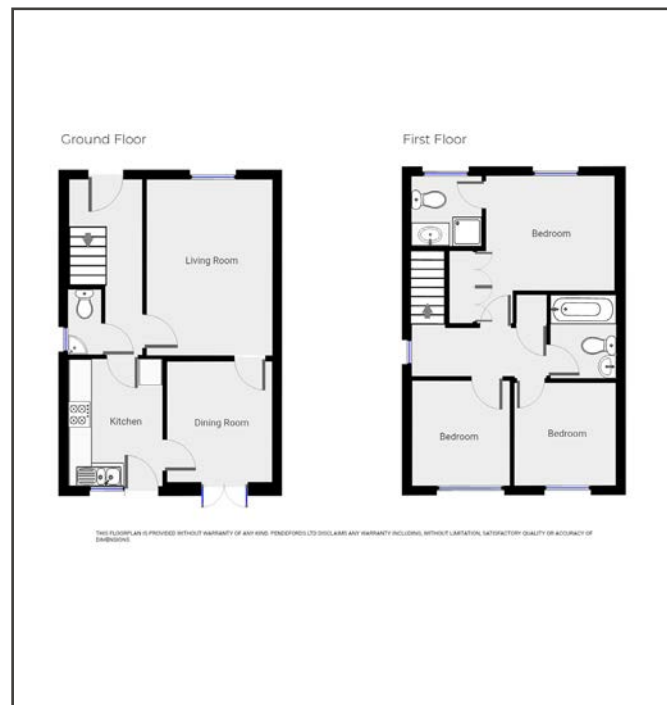 Ground Floor
First Floor
Living Room
Bedroom
Kitchen
Dining Room
Bedroom
Bedroom
THIS FLOORPLAN IS PROVIDED WITHOUT WARRANTY OF ANY KIND. PENDEFORDS LTD DISCLAIMS ANY WARRANTY INCLUDING, WITHOUT LIMITATION, SATISFACTORY QUALITY OR ACCURACY OF
DIMENSIONS.